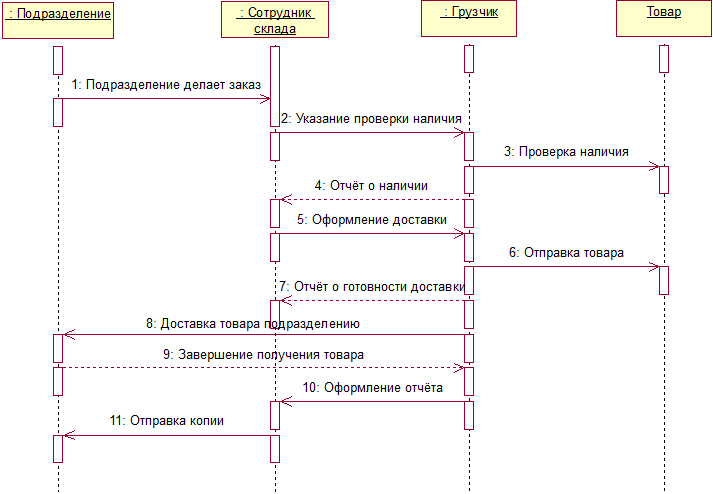 : Подразделение
: Сотрудник
склада
: Грузчик
Товар
1: Подразделение делает заказ
2: Указание проверки наличия
3: Проверка наличия
4: Отчёт о наличии
5: Оформление доставки
6: Отправка товара
7: Отчёт о готовности доставки
8: Доставка товара подразделению
9: Завершение получения товара
10: Оформление отчёта
11: Отправка копии